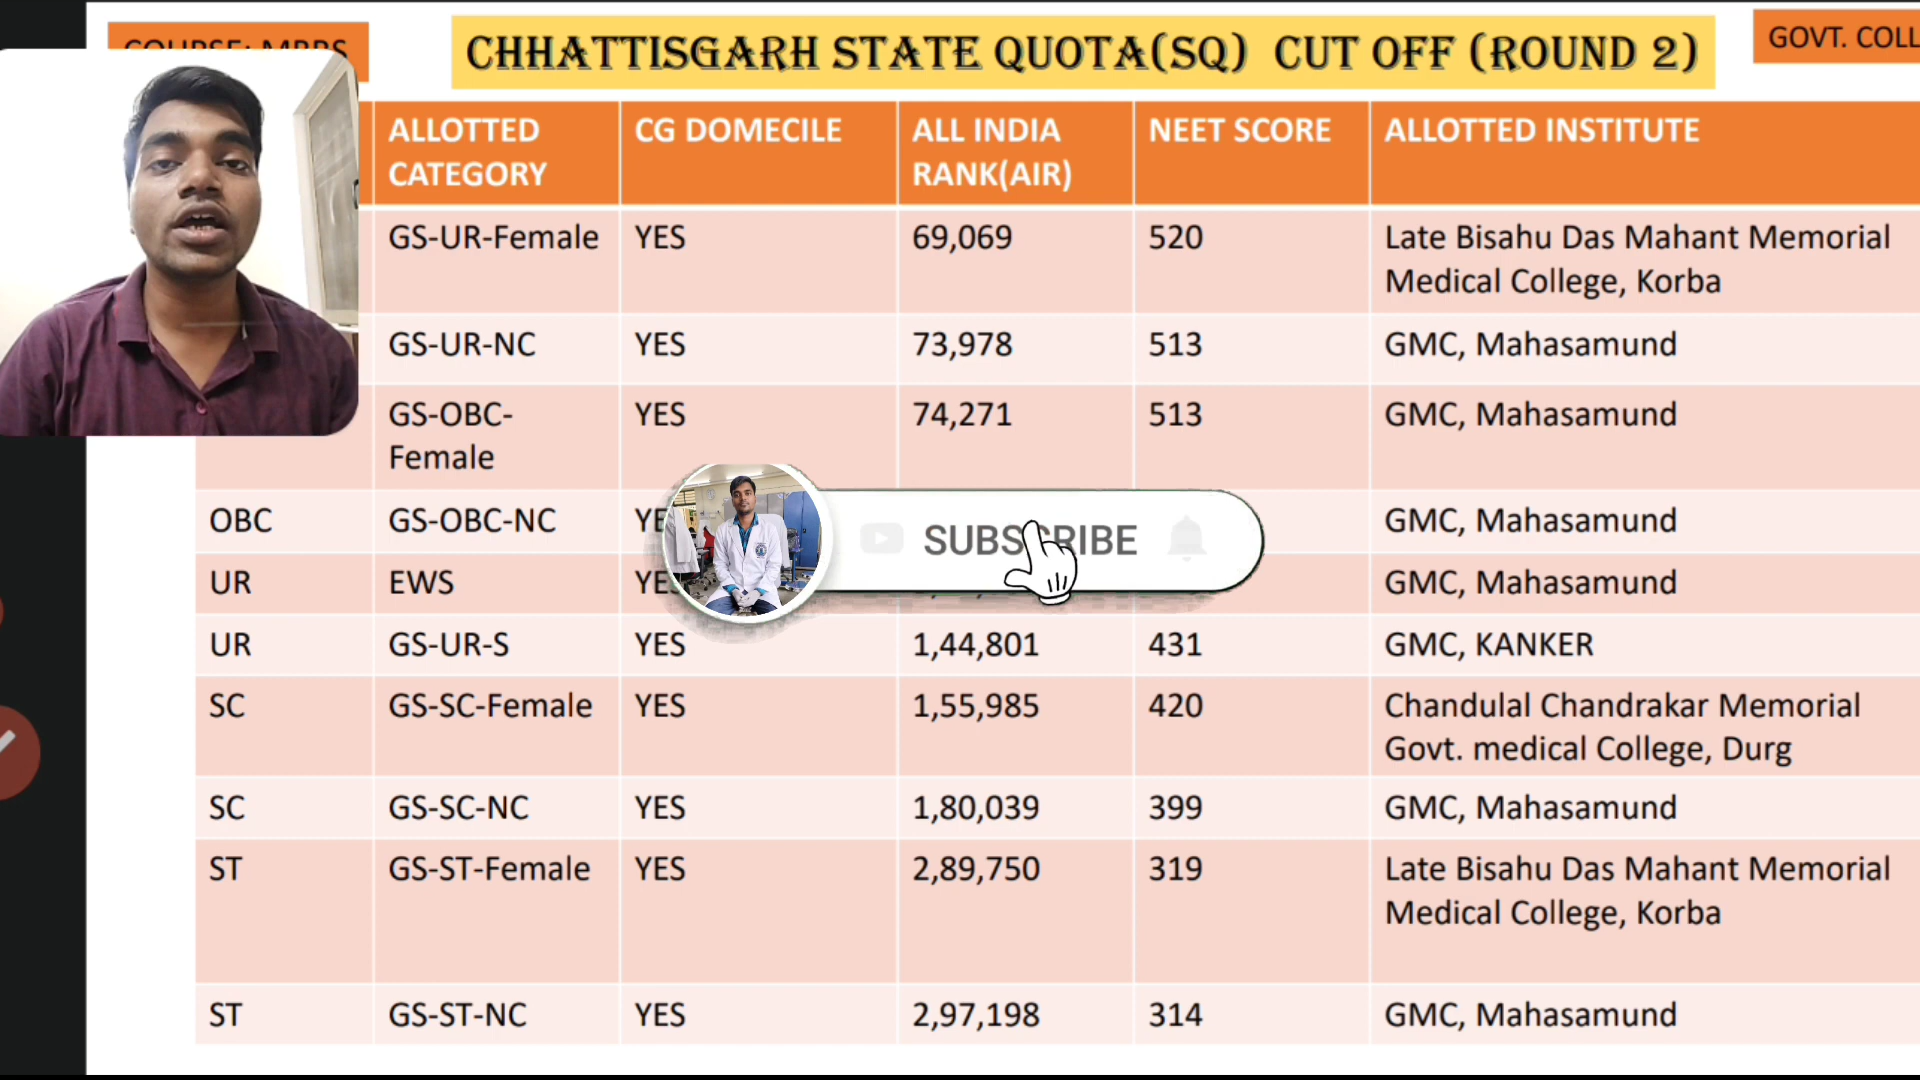 COURSE: MBBS
CHHATTISGARH STATE QUOTA(SQ) CUT OFF (ROUND 2)
GOVT. COLL
ALLOTTED CATEGORY CG DOMECILE ALL INDIA RANK(AIR) NEET SCORE ALLOTTED INSTITUTE
GS-UR-Female YES 69,069 520 Late Bisahu Das Mahant Memorial Medical College, Korba
GS-UR-NC YES 73,978 513 GMC, Mahasamund
GS-OBC-Female YES 74,271 513 GMC, Mahasamund
OBC GS-OBC-NC GMC, Mahasamund
SUBSCRIBE
UR EWS GMC, Mahasamund
UR GS-UR-S YES 1,44,801 431 GMC, KANKER
SC GS-SC-Female YES 1,55,985 420 Chandulal Chandrakar Memorial Govt. medical College, Durg
SC GS-SC-NC YES 1,80,039 399 GMC, Mahasamund
ST GS-ST-Female YES 2,89,750 319 Late Bisahu Das Mahant Memorial Medical College, Korba
ST GS-ST-NC YES 2,97,198 314 GMC, Mahasamund